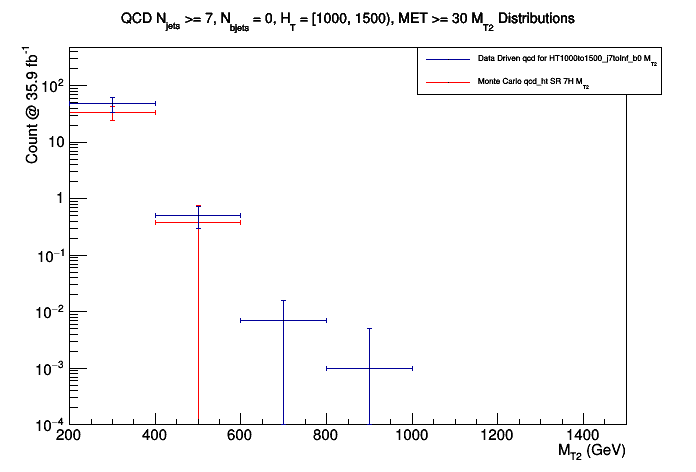 QCD N_jets >= 7, N_bjets = 0, H_T = [1000, 1500), MET >= 30 M_T2 Distributions
Data Driven qcd for HT1000to1500_j7toInf_b0 M_T2
Monte Carlo qcd_ht SR 7H M_T2
Count @ 35.9 fb^-1
10^2
10
1
10^-1
10^-2
10^-3
10^-4
200 400 600 800 1000 1200 1400
M_T2 (GeV)